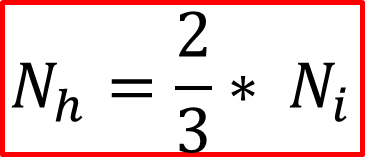 N_h = 2/3 * N_i